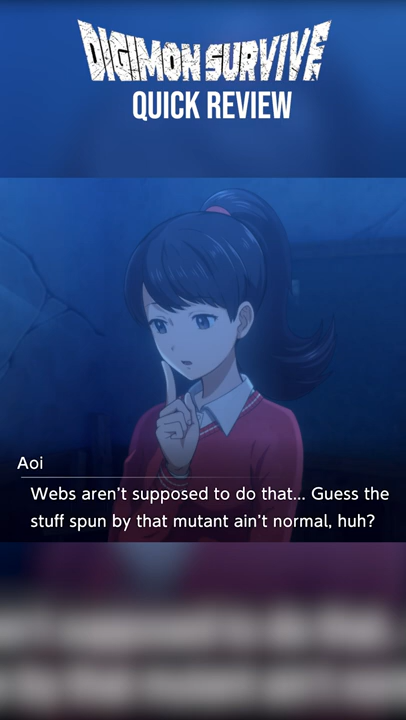 DIGIMON SURVIVE
QUICK REVIEW
Aoi
Webs aren't supposed to do that... Guess the
stuff spun by that mutant ain't normal, huh?